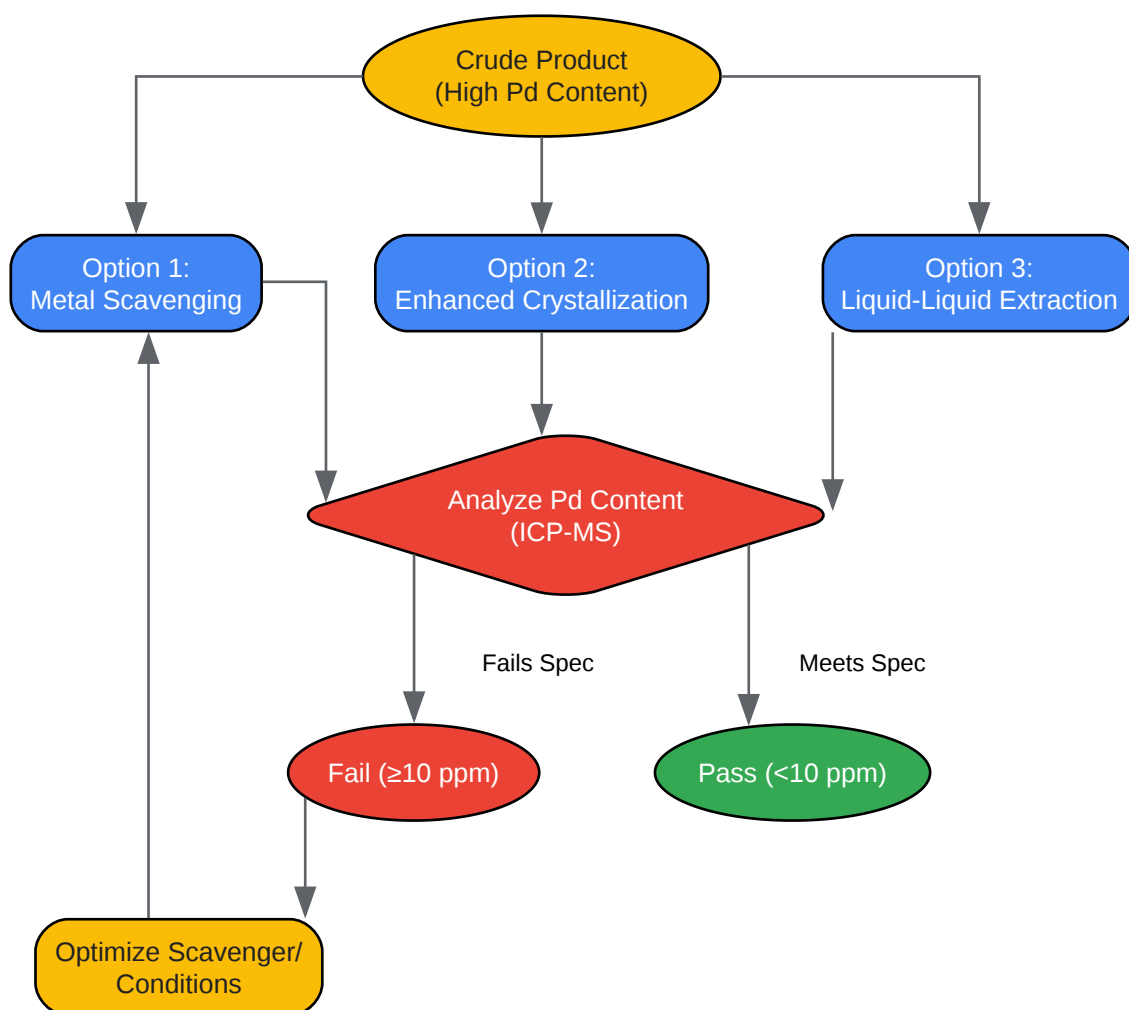 Crude Product
(High Pd Content)
Option 1:
Metal Scavenging
Option 2:
Enhanced Crystallization
Option 3:
Liquid-Liquid Extraction
Analyze Pd Content
(ICP-MS)
Fails Spec
Meets Spec
Fail (≥10 ppm)
Pass (<10 ppm)
Optimize Scavenger/
Conditions